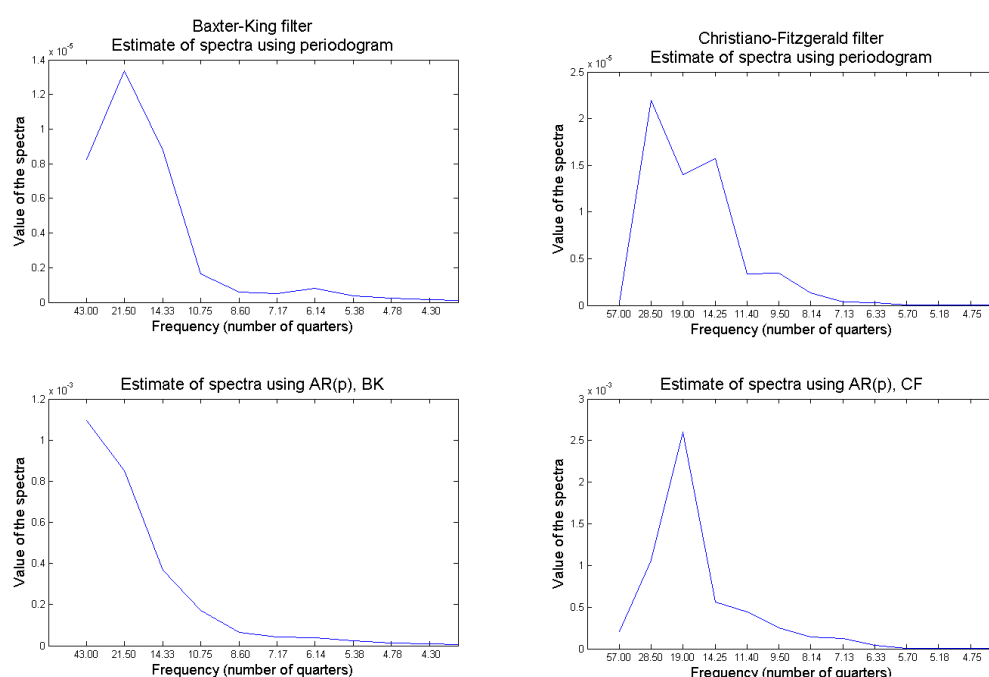 Baxter-King filter
Estimate of spectra using periodogram
x 10⁻⁵
1.4
1.2
1
0.8
0.6
0.4
0.2
0
Value of the spectra
43.00 21.50 14.33 10.75 8.60 7.17 6.14 5.38 4.78 4.30
Frequency (number of quarters)
Christiano-Fitzgerald filter
Estimate of spectra using periodogram
x 10⁻⁵
2.5
2
1.5
1
0.5
0
Value of the spectra
57.00 28.50 19.00 14.25 11.40 9.50 8.14 7.13 6.33 5.70 5.18 4.75
Frequency (number of quarters)
Estimate of spectra using AR(p), BK
x 10⁻³
1.2
1
0.8
0.6
0.4
0.2
0
Value of the spectra
43.00 21.50 14.33 10.75 8.60 7.17 6.14 5.38 4.78 4.30
Frequency (number of quarters)
Estimate of spectra using AR(p), CF
x 10⁻³
3
2.5
2
1.5
1
0.5
0
Value of the spectra
57.00 28.50 19.00 14.25 11.40 9.50 8.14 7.13 6.33 5.70 5.18 4.75
Frequency (number of quarters)